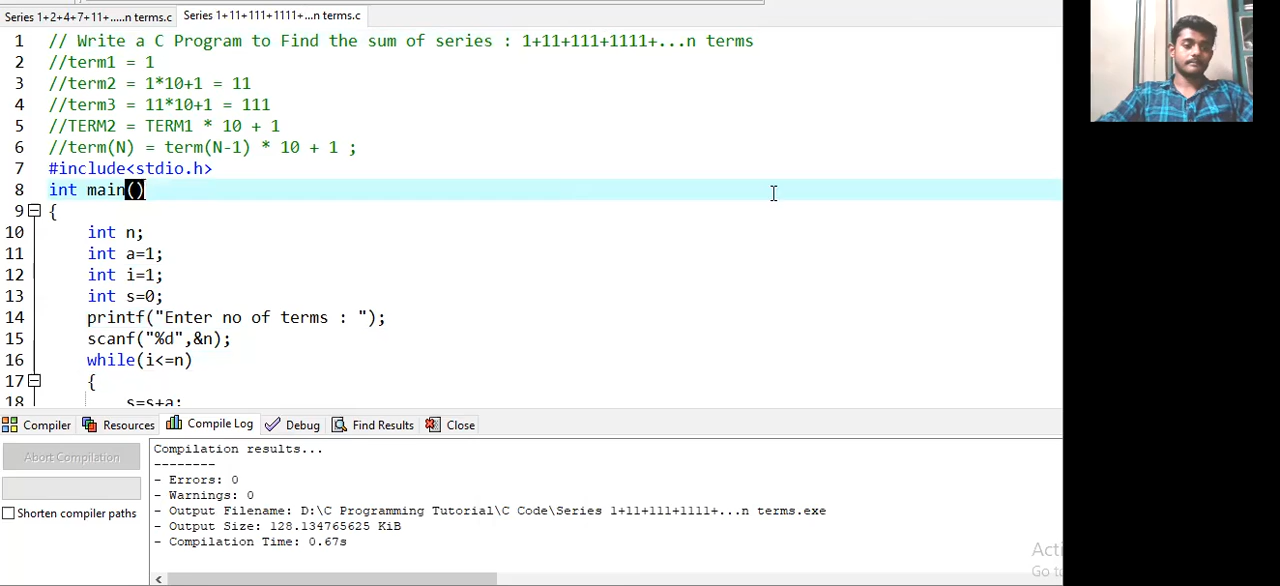 Series 1+2+4+7+11+.....n terms.c Series 1+11+111+1111+...n terms.c
1 // Write a C Program to Find the sum of series : 1+11+111+1111+...n terms
2 //term1 = 1
3 //term2 = 1*10+1 = 11
4 //term3 = 11*10+1 = 111
5 //TERM2 = TERM1 * 10 + 1
6 //term(N) = term(N-1) * 10 + 1 ;
7 #include<stdio.h>
8 int main()
9 {
10 int n;
11 int a=1;
12 int i=1;
13 int s=0;
14 printf("Enter no of terms : ");
15 scanf("%d",&n);
16 while(i<=n)
17 {
18 s=s+a;
Compiler Resources Compile Log Debug Find Results Close
Abort Compilation
Shorten compiler paths
Compilation results...
--------
- Errors: 0
- Warnings: 0
- Output Filename: D:\C Programming Tutorial\C Code\Series 1+11+111+1111+...n terms.exe
- Output Size: 128.134765625 KiB
- Compilation Time: 0.67s
Acti
Go to